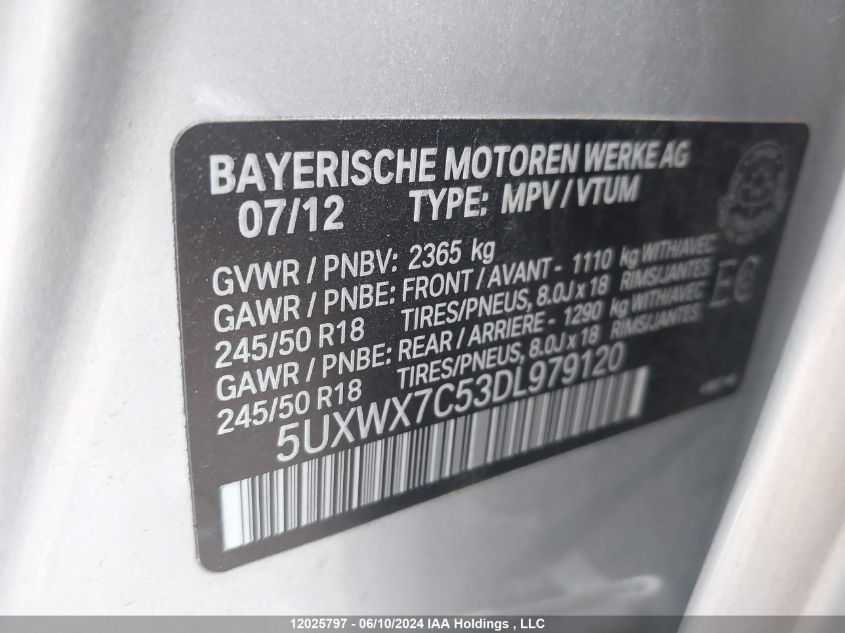 BAYERISCHE MOTOREN WERKE AG
07/12 TYPE: MPV / VTUM
GVWR / PNBV: 2365 kg
GAWR / PNBE: FRONT / AVANT - 1110 kg WITH/AVEC
245/50 R18 TIRES/PNEUS, 8.0J x 18 RIMS/JANTES
GAWR / PNBE: REAR / ARRIERE - 1290 kg WITH/AVEC
245/50 R18 TIRES/PNEUS, 8.0J x 18 RIMS/JANTES
5UXWX7C53DL979120
12025797 - 06/10/2024 IAA Holdings , LLC